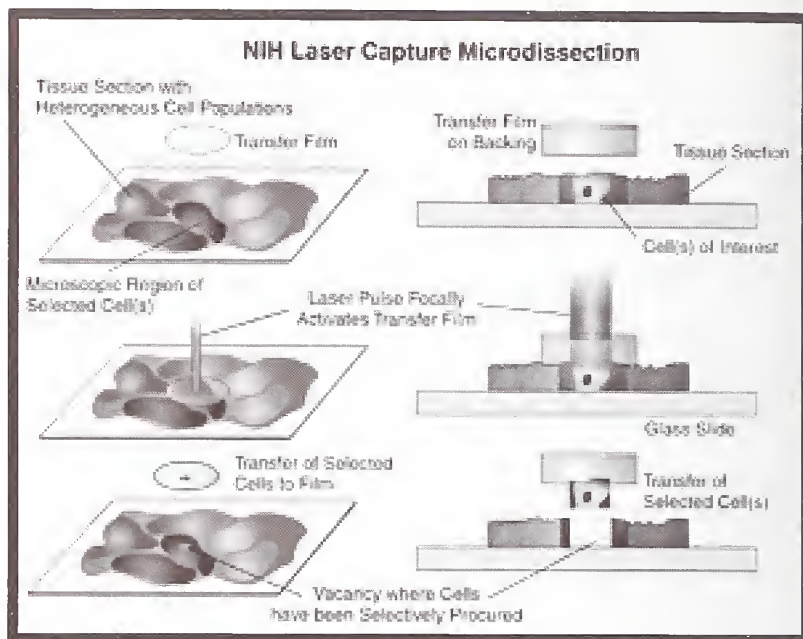 NIH Laser Capture Microdissection
Tissue Section with
Heterogeneous Cell Populations
Transfer Film
Transfer Film
on Backing
Tissue Section
Cell(s) of Interest
Microscopic Region of
Selected Cell(s)
Laser Pulse Focally
Activates Transfer Film
Glass Slide
Transfer of Selected
Cells to Film
Transfer of
Selected Cell(s)
Vacancy where Cells
have been Selectively Procured